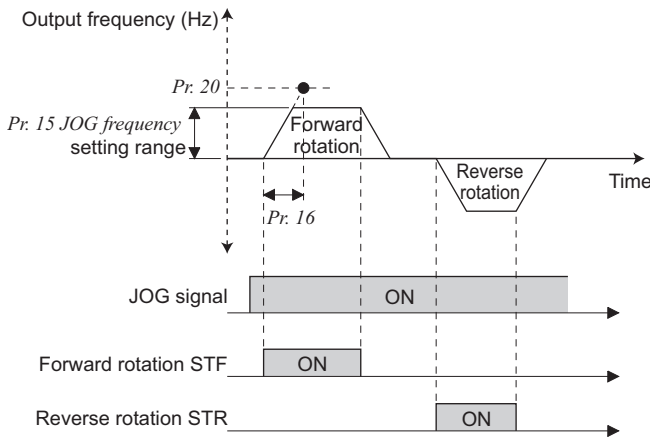 Output frequency (Hz)
Pr. 20
Pr. 15 JOG frequency
setting range
Forward
rotation
Reverse
rotation
Time
Pr. 16
JOG signal
ON
Forward rotation STF
ON
Reverse rotation STR
ON